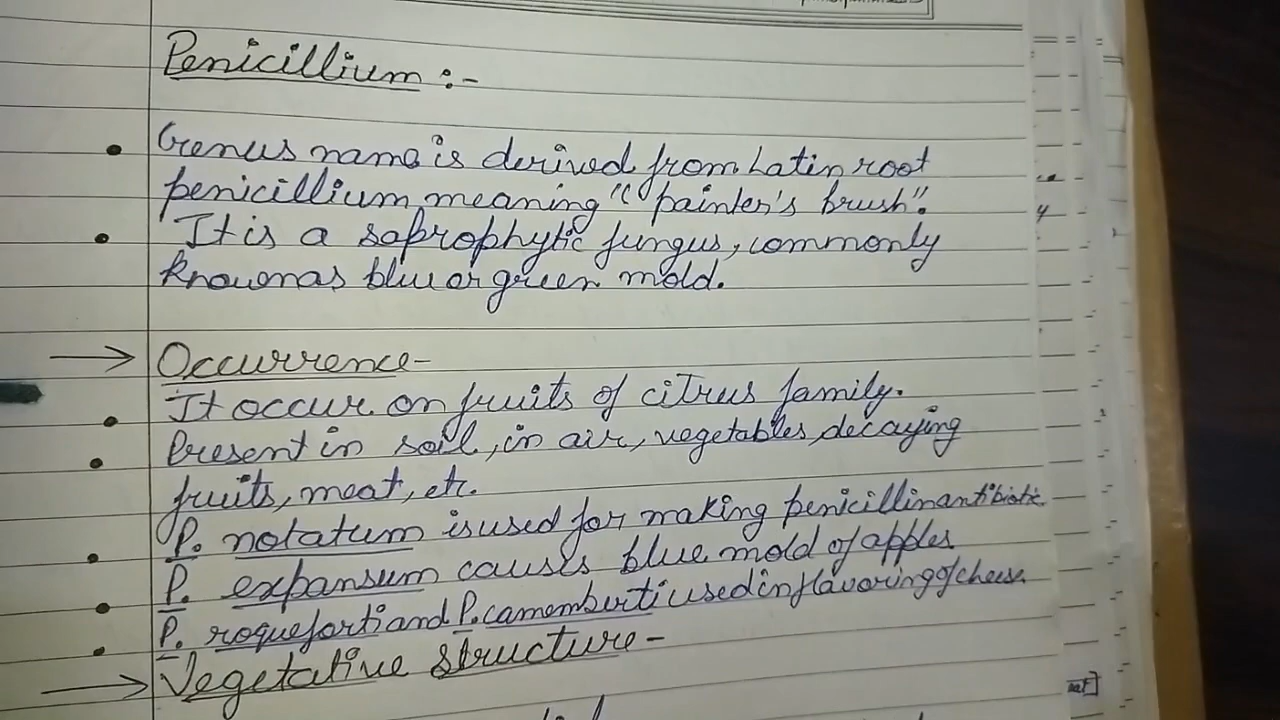 Penicillium :-
Genus name is derived from Latin root
penicillium meaning "painter's brush".
It is a saprophytic fungus, commonly
known as blue or green mold.
Occurrence-
It occur on fruits of citrus family.
Present in soil, in air, vegetables, decaying
fruits, meat, etc.
P. notatum is used for making penicillin antibiotic.
P. expansum causes blue mold of apples.
P. roqueforti and P. camemberti used in flavoring of cheese.
Vegetative structure-